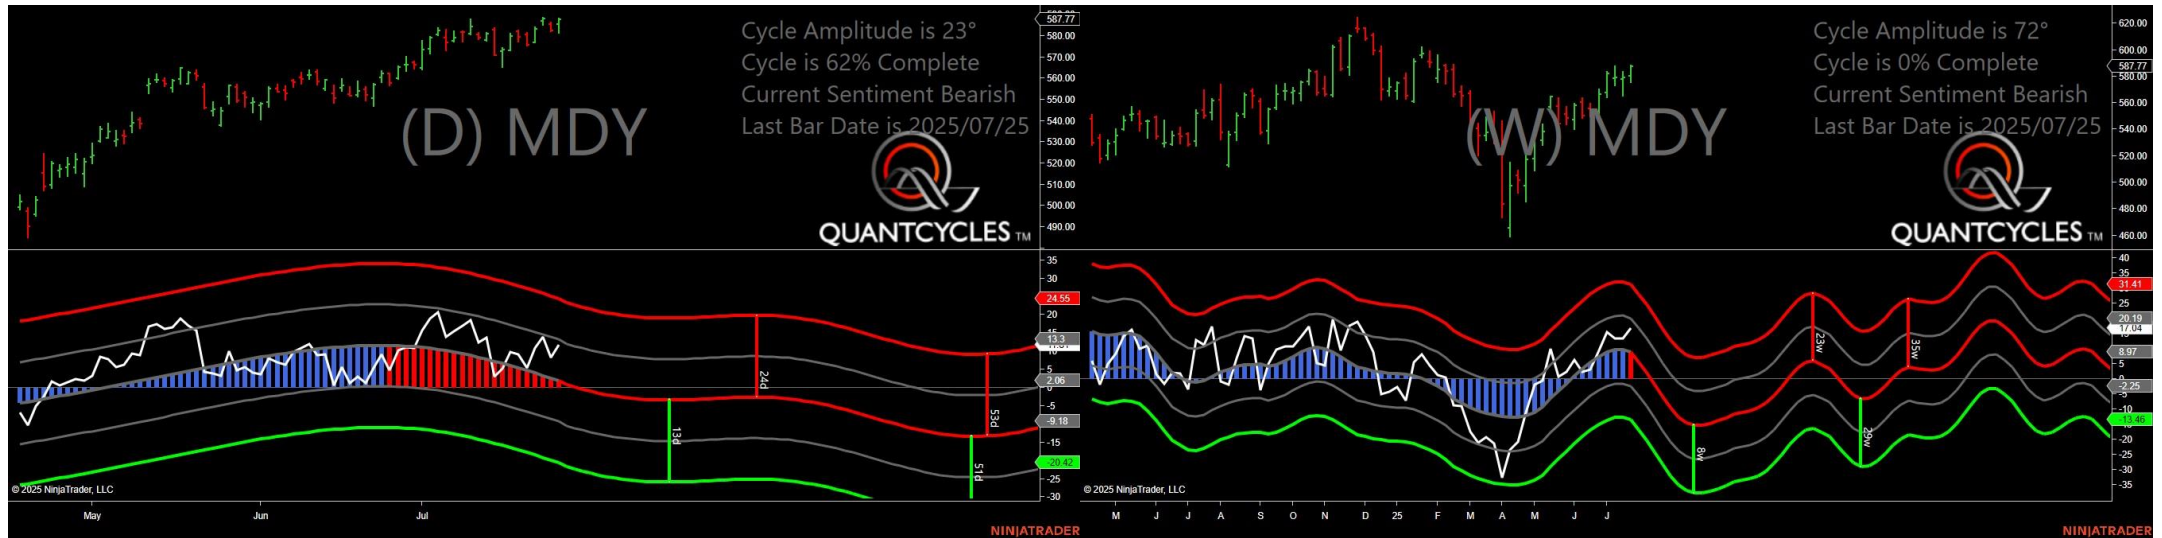 Cycle Amplitude is 23°
Cycle is 62% Complete
Current Sentiment Bearish
Last Bar Date is 2025/07/25
(D) MDY
QUANTCYCLES TM
587.77
580.00
570.00
560.00
550.00
540.00
530.00
520.00
510.00
500.00
490.00
35
30
24.55
20
15
13.3
10
5
2.06
0
-5
-9.18
-15
-20.42
-25
-30
13d
24d
51d
53d
© 2025 NinjaTrader, LLC
May Jun Jul
NINJATRADER
Cycle Amplitude is 72°
Cycle is 0% Complete
Current Sentiment Bearish
Last Bar Date is 2025/07/25
(W) MDY
QUANTCYCLES TM
620.00
600.00
587.77
580.00
560.00
540.00
520.00
500.00
480.00
460.00
40
35
31.41
25
20.19
17.04
8.97
5
-2.25
-5
-10
-13.46
-20
-25
-30
-35
8w
23w
29w
35w
© 2025 NinjaTrader, LLC
M J J A S O N D 25 F M A M J J
NINJATRADER